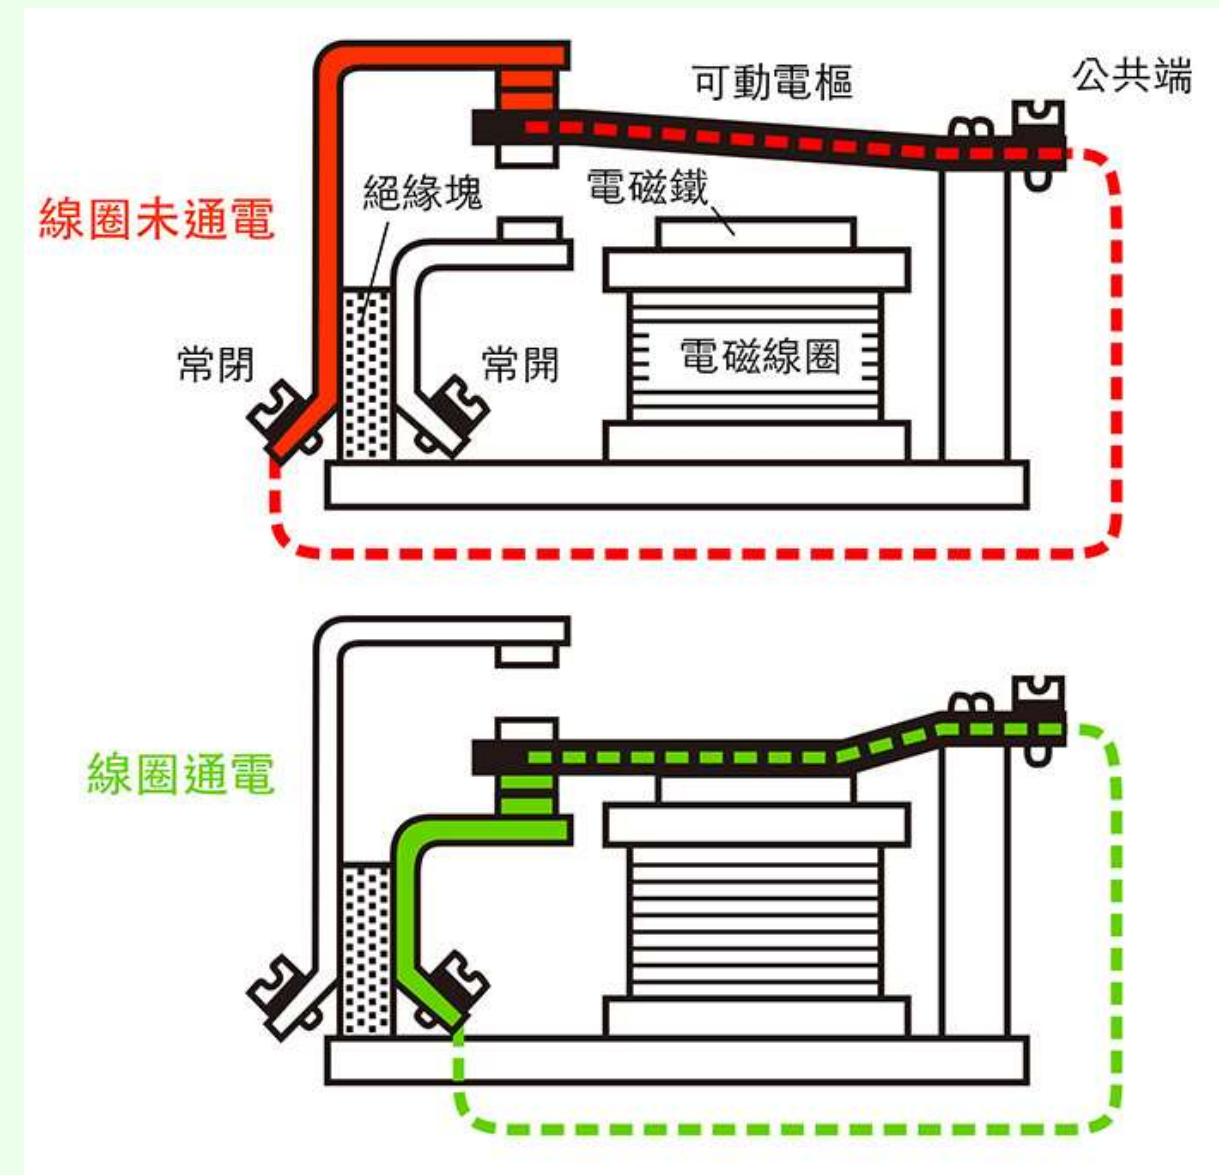 公共端
可動電樞
電磁鐵
絕緣塊
線圈未通電
常閉
常開
電磁線圈
線圈通電